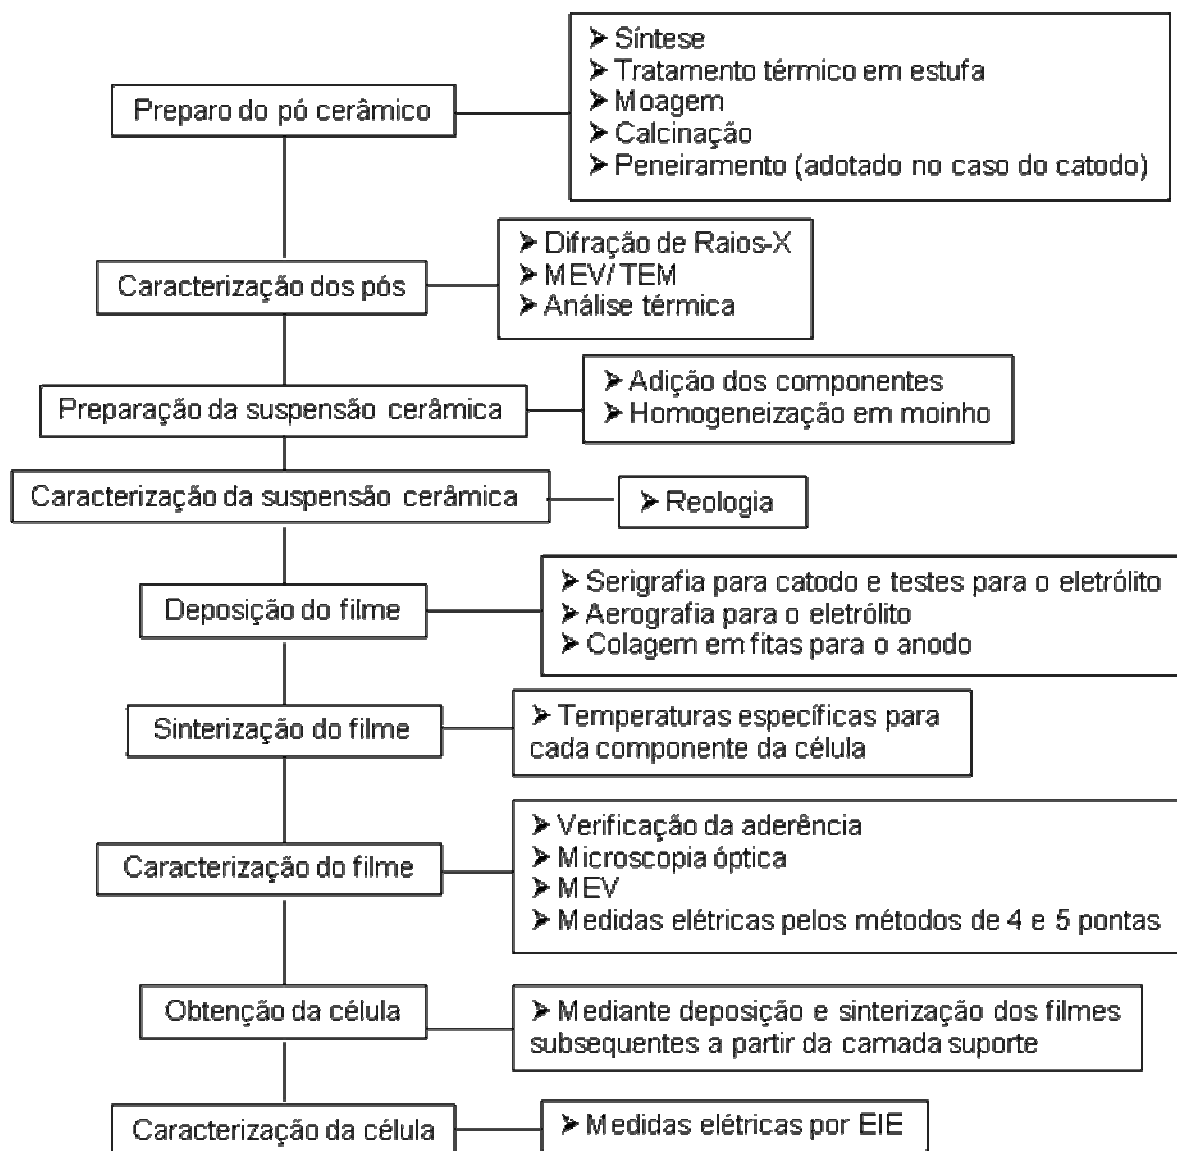 Preparo do pó cerâmico
➤ Síntese
➤ Tratamento térmico em estufa
➤ Moagem
➤ Calcinação
➤ Peneiramento (adotado no caso do catodo)
Caracterização dos pós
➤ Difração de Raios-X
➤ MEV/ TEM
➤ Análise térmica
Preparação da suspensão cerâmica
➤ Adição dos componentes
➤ Homogeneização em moinho
Caracterização da suspensão cerâmica
➤ Reologia
Deposição do filme
➤ Serigrafia para catodo e testes para o eletrólito
➤ Aerografia para o eletrólito
➤ Colagem em fitas para o anodo
Sinterização do filme
➤ Temperaturas específicas para
cada componente da célula
Caracterização do filme
➤ Verificação da aderência
➤ Microscopia óptica
➤ MEV
➤ Medidas elétricas pelos métodos de 4 e 5 pontas
Obtenção da célula
➤ Mediante deposição e sinterização dos filmes
subsequentes a partir da camada suporte
Caracterização da célula
➤ Medidas elétricas por EIE